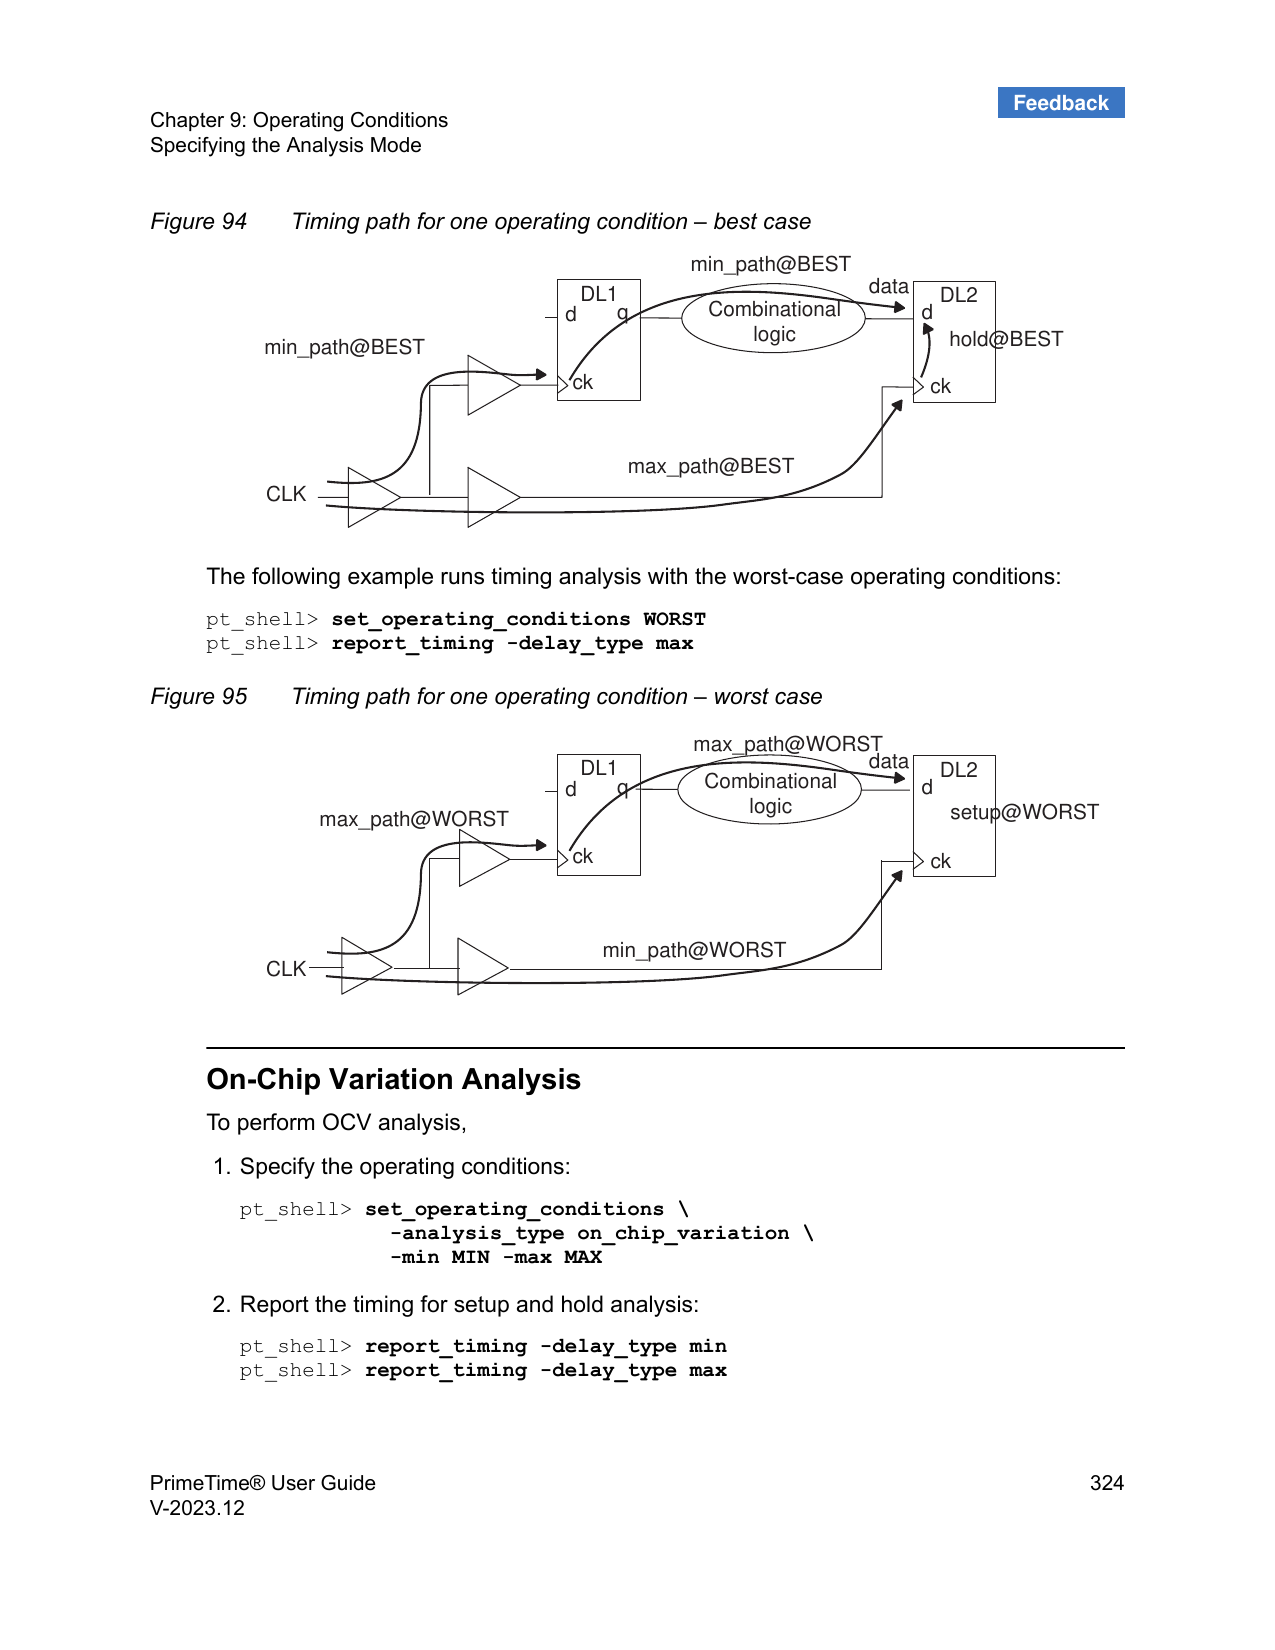 Feedback
Chapter 9: Operating Conditions
Specifying the Analysis Mode
Figure 94 Timing path for one operating condition – best case
min_path@BEST
data
DL1
DL2
d
q
Combinational
logic
d
hold@BEST
min_path@BEST
ck
ck
max_path@BEST
CLK
The following example runs timing analysis with the worst-case operating conditions:
pt_shell> set_operating_conditions WORST
pt_shell> report_timing -delay_type max
Figure 95 Timing path for one operating condition – worst case
max_path@WORST
data
DL1
DL2
d
q
Combinational
logic
d
setup@WORST
max_path@WORST
ck
ck
min_path@WORST
CLK
On-Chip Variation Analysis
To perform OCV analysis,
1. Specify the operating conditions:
pt_shell> set_operating_conditions \
-analysis_type on_chip_variation \
-min MIN -max MAX
2. Report the timing for setup and hold analysis:
pt_shell> report_timing -delay_type min
pt_shell> report_timing -delay_type max
PrimeTime® User Guide 324
V-2023.12